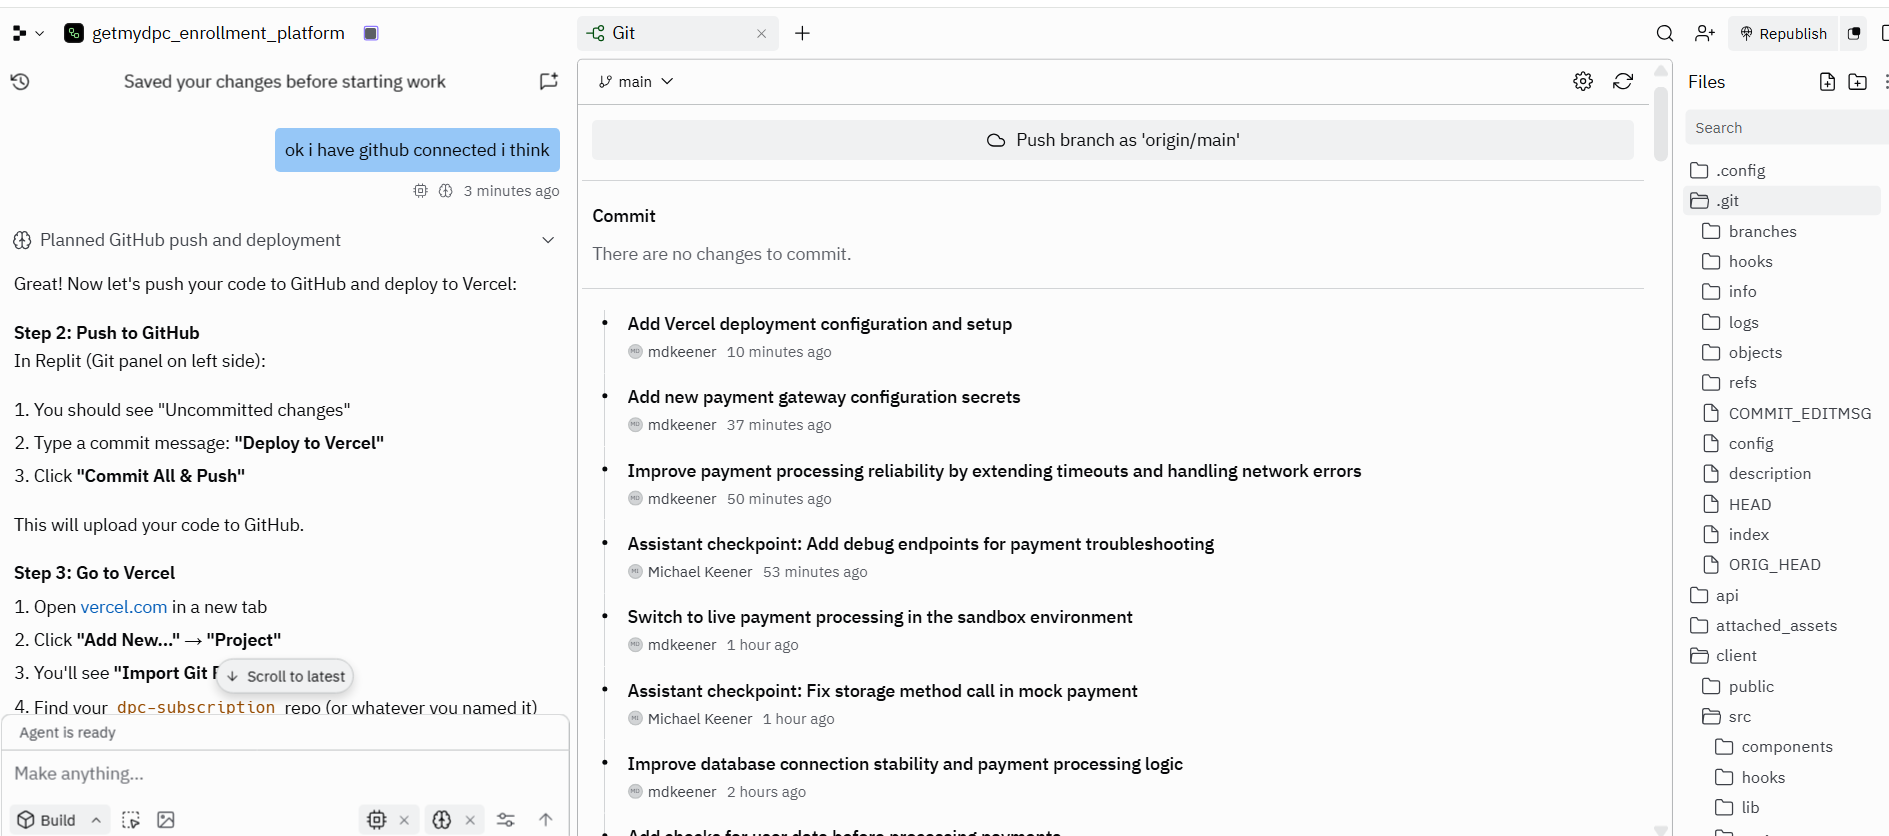 getmydpc_enrollment_platform
Git
Republish
Saved your changes before starting work
main
Files
ok i have github connected i think
Push branch as 'origin/main'
Search
3 minutes ago
.config
Commit
.git
Planned GitHub push and deployment
There are no changes to commit.
branches
hooks
Great! Now let's push your code to GitHub and deploy to Vercel:
info
Step 2: Push to GitHub
Add Vercel deployment configuration and setup
logs
In Replit (Git panel on left side):
mdkeener 10 minutes ago
objects
refs
1. You should see "Uncommitted changes"
Add new payment gateway configuration secrets
COMMIT_EDITMSG
2. Type a commit message: "Deploy to Vercel"
mdkeener 37 minutes ago
config
3. Click "Commit All & Push"
Improve payment processing reliability by extending timeouts and handling network errors
description
mdkeener 50 minutes ago
HEAD
This will upload your code to GitHub.
index
Assistant checkpoint: Add debug endpoints for payment troubleshooting
Step 3: Go to Vercel
Michael Keener 53 minutes ago
ORIG_HEAD
1. Open vercel.com in a new tab
api
Switch to live payment processing in the sandbox environment
attached_assets
2. Click "Add New..." → "Project"
mdkeener 1 hour ago
client
3. You'll see "Import Git
Scroll to latest
Assistant checkpoint: Fix storage method call in mock payment
public
4. Find your dpc-subscription repo (or whatever you named it)
Michael Keener 1 hour ago
src
Agent is ready
components
Make anything...
Improve database connection stability and payment processing logic
hooks
mdkeener 2 hours ago
lib
Build
Add checks for user data before processing payments